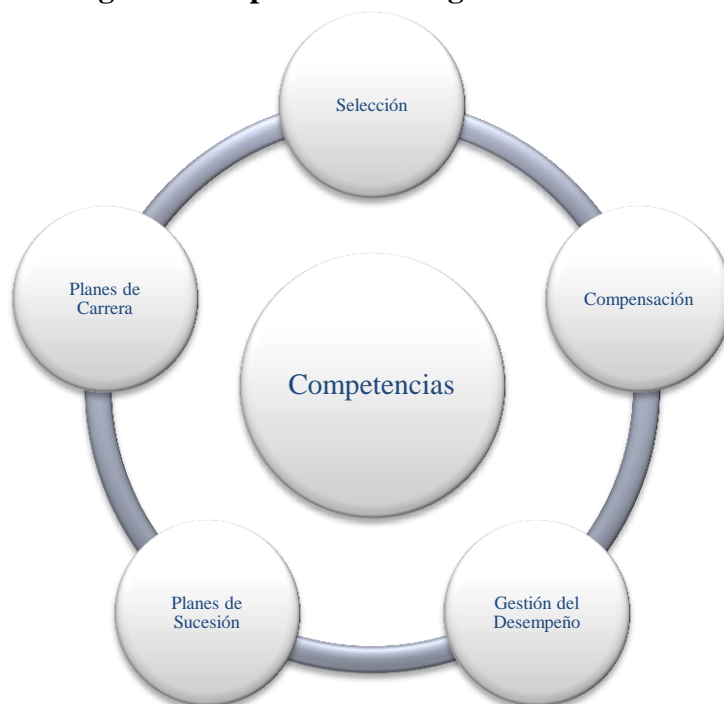 Selección
Compensación
Planes de
Carrera
Competencias
Gestión del
Desempeño
Planes de
Sucesión